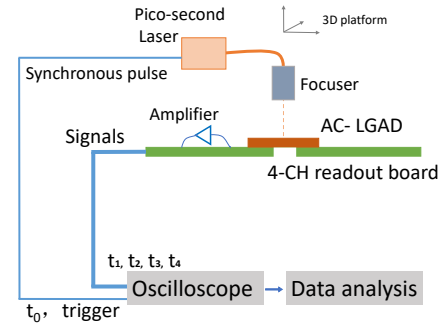 Pico-second
Laser
3D platform
Synchronous pulse
Focuser
Amplifier
AC- LGAD
Signals
4-CH readout board
t₁, t₂, t₃, t₄
Oscilloscope
Data analysis
t₀， trigger